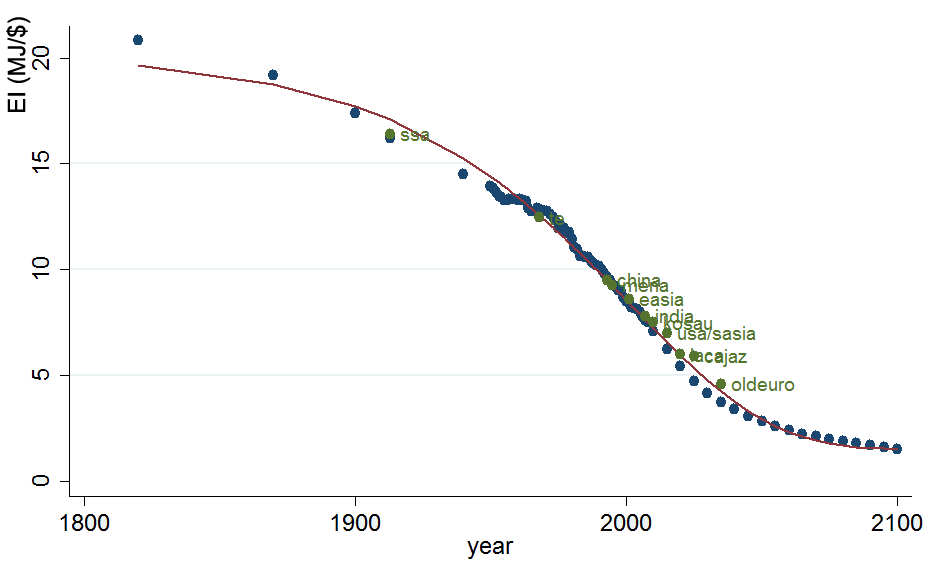 EI (MJ/$)
20
15
10
5
0
ssa
te
china
mena
easia
india
kosau
usa/sasia
laca
cajaz
oldeuro
1800
1900
2000
2100
year